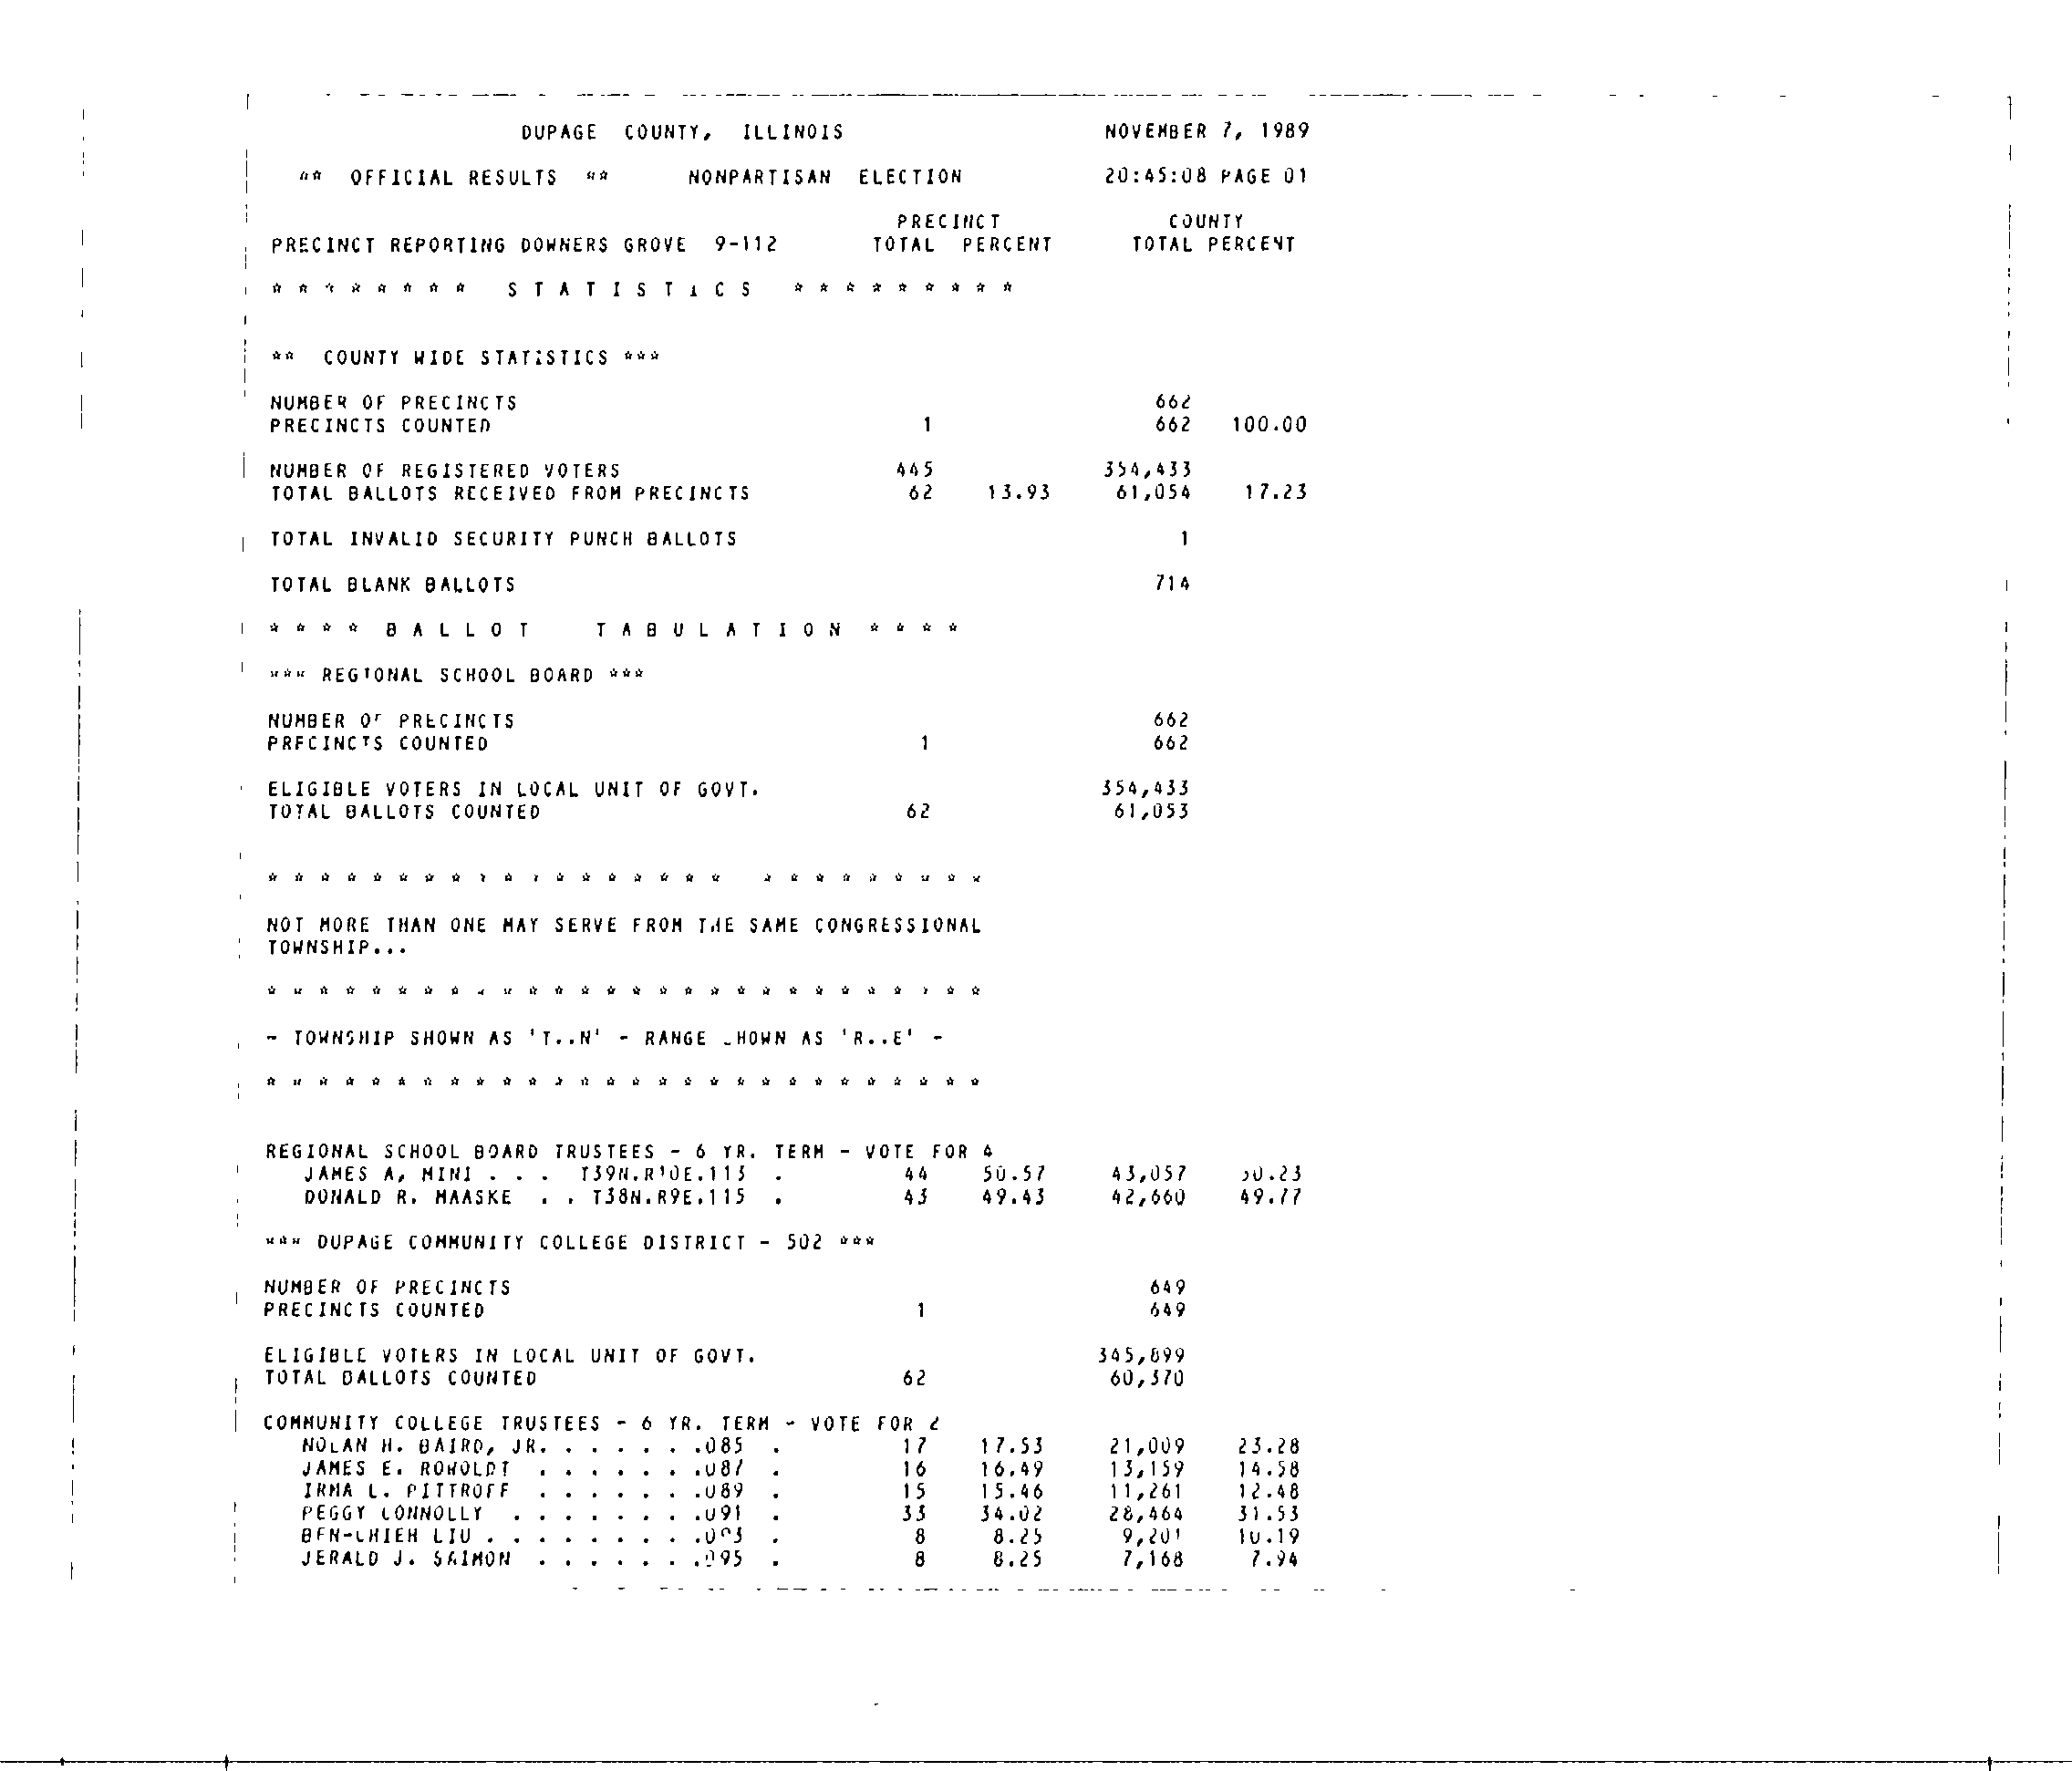 DUPAGE COUNTY, ILLINOIS NOVEMBER 7, 1989
** OFFICIAL RESULTS ** NONPARTISAN ELECTION 20:45:08 PAGE 01
PRECINCT COUNTY
PRECINCT REPORTING DOWNERS GROVE 9-112 TOTAL PERCENT TOTAL PERCENT
* * * * * * * * S T A T I S T I C S * * * * * * * * *
** COUNTY WIDE STATISTICS ***
NUMBER OF PRECINCTS 662
PRECINCTS COUNTED 1 662 100.00
NUMBER OF REGISTERED VOTERS 445 354,433
TOTAL BALLOTS RECEIVED FROM PRECINCTS 62 13.93 61,054 17.23
TOTAL INVALID SECURITY PUNCH BALLOTS 1
TOTAL BLANK BALLOTS 714
* * * * B A L L O T T A B U L A T I O N * * * *
*** REGIONAL SCHOOL BOARD ***
NUMBER OF PRECINCTS 662
PRECINCTS COUNTED 1 662
ELIGIBLE VOTERS IN LOCAL UNIT OF GOVT. 354,433
TOTAL BALLOTS COUNTED 62 61,053
* * * * * * * * * * * * * * * * * * * * * * * * * * *
NOT MORE THAN ONE MAY SERVE FROM THE SAME CONGRESSIONAL
TOWNSHIP...
* * * * * * * * * * * * * * * * * * * * * * * * * * * *
- TOWNSHIP SHOWN AS 'T..N' - RANGE SHOWN AS 'R..E' -
* * * * * * * * * * * * * * * * * * * * * * * * * * * *
REGIONAL SCHOOL BOARD TRUSTEES - 6 YR. TERM - VOTE FOR 4
JAMES A. MINI . . . T39N.R10E.113 . 44 50.57 43,057 50.23
DONALD R. MAASKE . . T38N.R9E.115 . 43 49.43 42,660 49.77
*** DUPAGE COMMUNITY COLLEGE DISTRICT - 502 ***
NUMBER OF PRECINCTS 649
PRECINCTS COUNTED 1 649
ELIGIBLE VOTERS IN LOCAL UNIT OF GOVT. 345,899
TOTAL BALLOTS COUNTED 62 60,370
COMMUNITY COLLEGE TRUSTEES - 6 YR. TERM - VOTE FOR 2
NOLAN H. BAIRD, JR. . . . . . . .085 . 17 17.53 21,009 23.28
JAMES E. ROWOLDT . . . . . . .087 . 16 16.49 13,159 14.58
IRMA L. PITTROFF . . . . . . .089 . 15 15.46 11,261 12.48
PEGGY CONNOLLY . . . . . . . .091 . 33 34.02 28,464 31.53
BEN-CHIEH LIU . . . . . . . . .093 . 8 8.25 9,201 10.19
JERALD J. SAIMON . . . . . . .095 . 8 8.25 7,168 7.94